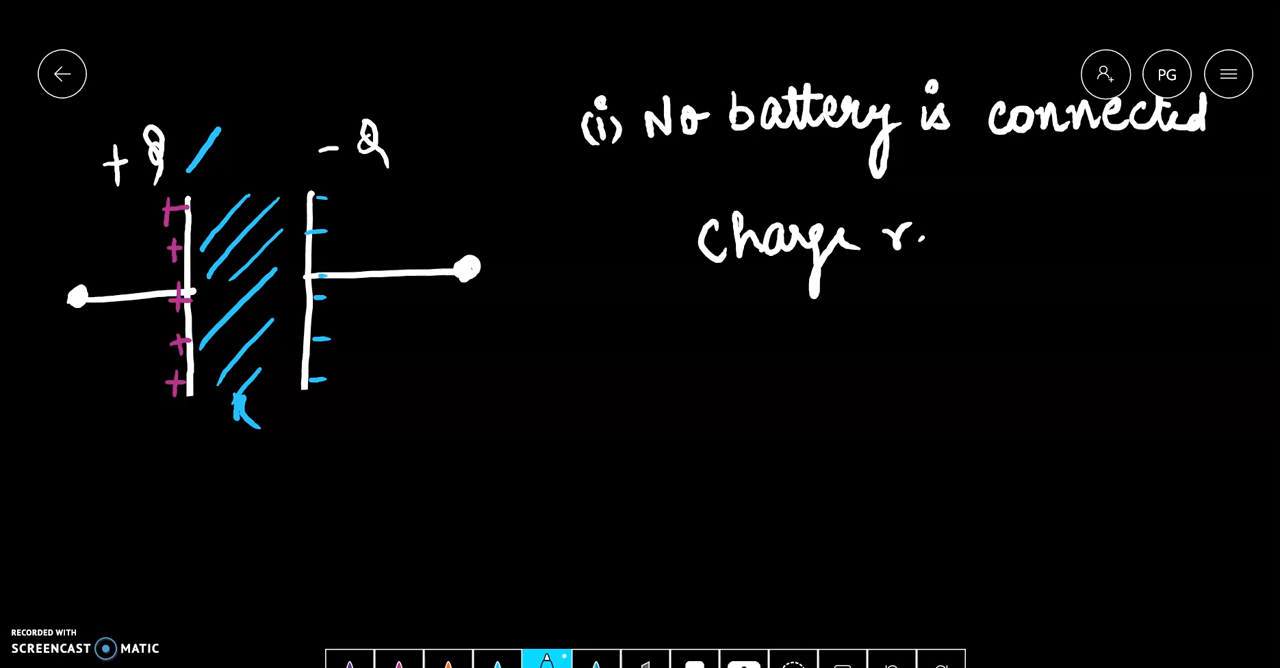 PG
(i) No battery is connected
+ Q
- Q
Charge r.
K
RECORDED WITH
SCREENCAST MATIC